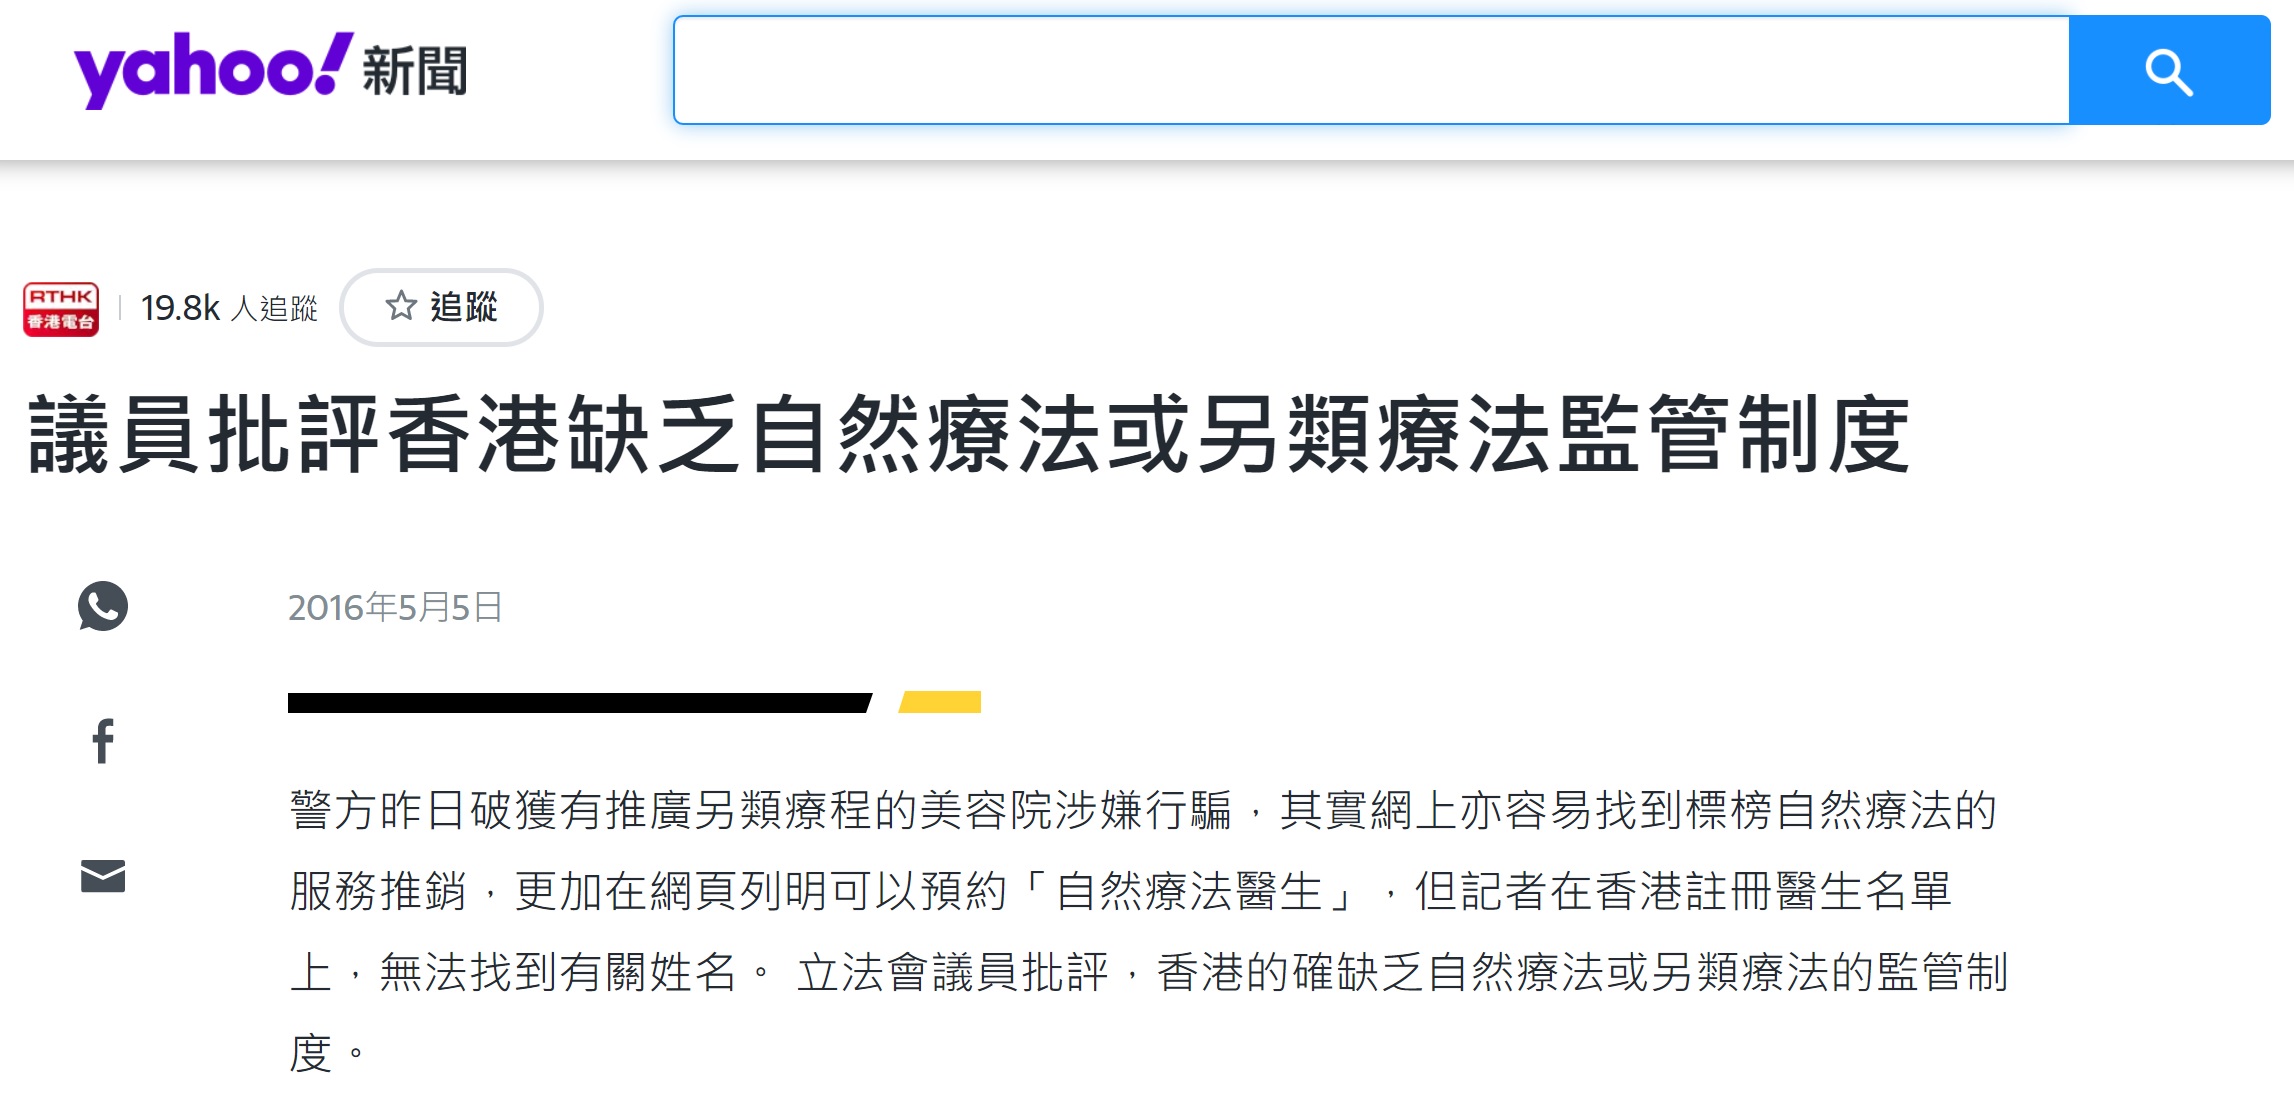 yahoo!新聞
RTHK
香港電台
19.8k 人追蹤
追蹤
議員批評香港缺乏自然療法或另類療法監管制度
2016年5月5日
警方昨日破獲有推廣另類療程的美容院涉嫌行騙，其實網上亦容易找到標榜自然療法的
服務推銷，更加在網頁列明可以預約「自然療法醫生」，但記者在香港註冊醫生名單
上，無法找到有關姓名。 立法會議員批評，香港的確缺乏自然療法或另類療法的監管制
度。